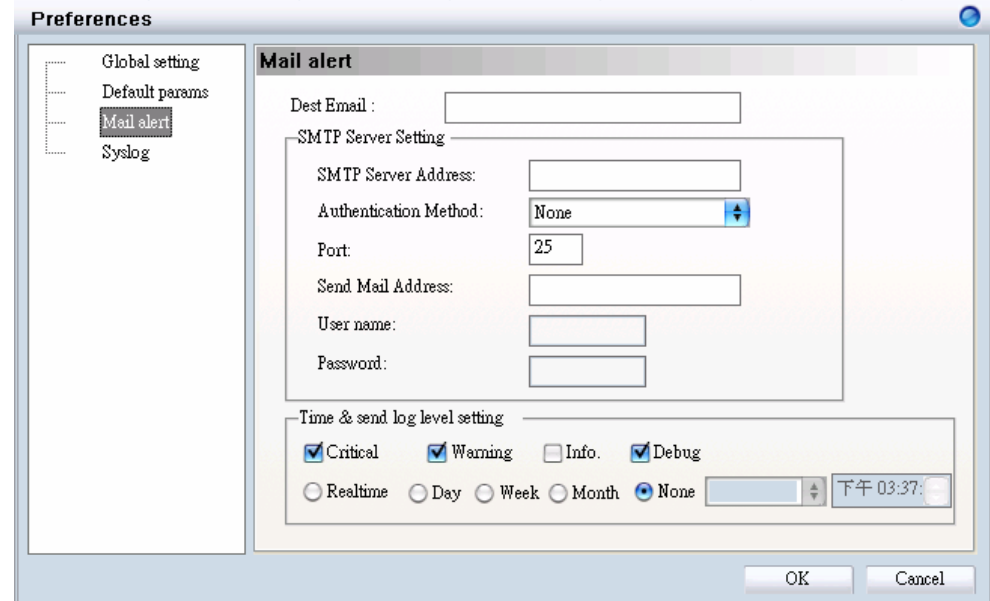 Preferences
Global setting
Default params
Mail alert
Syslog
Mail alert
Dest Email :
SMTP Server Setting
SMTP Server Address:
Authentication Method: None
Port: 25
Send Mail Address:
User name:
Password:
Time & send log level setting
Critical Warning Info. Debug
Realtime Day Week Month None 下午 03:37:
OK Cancel